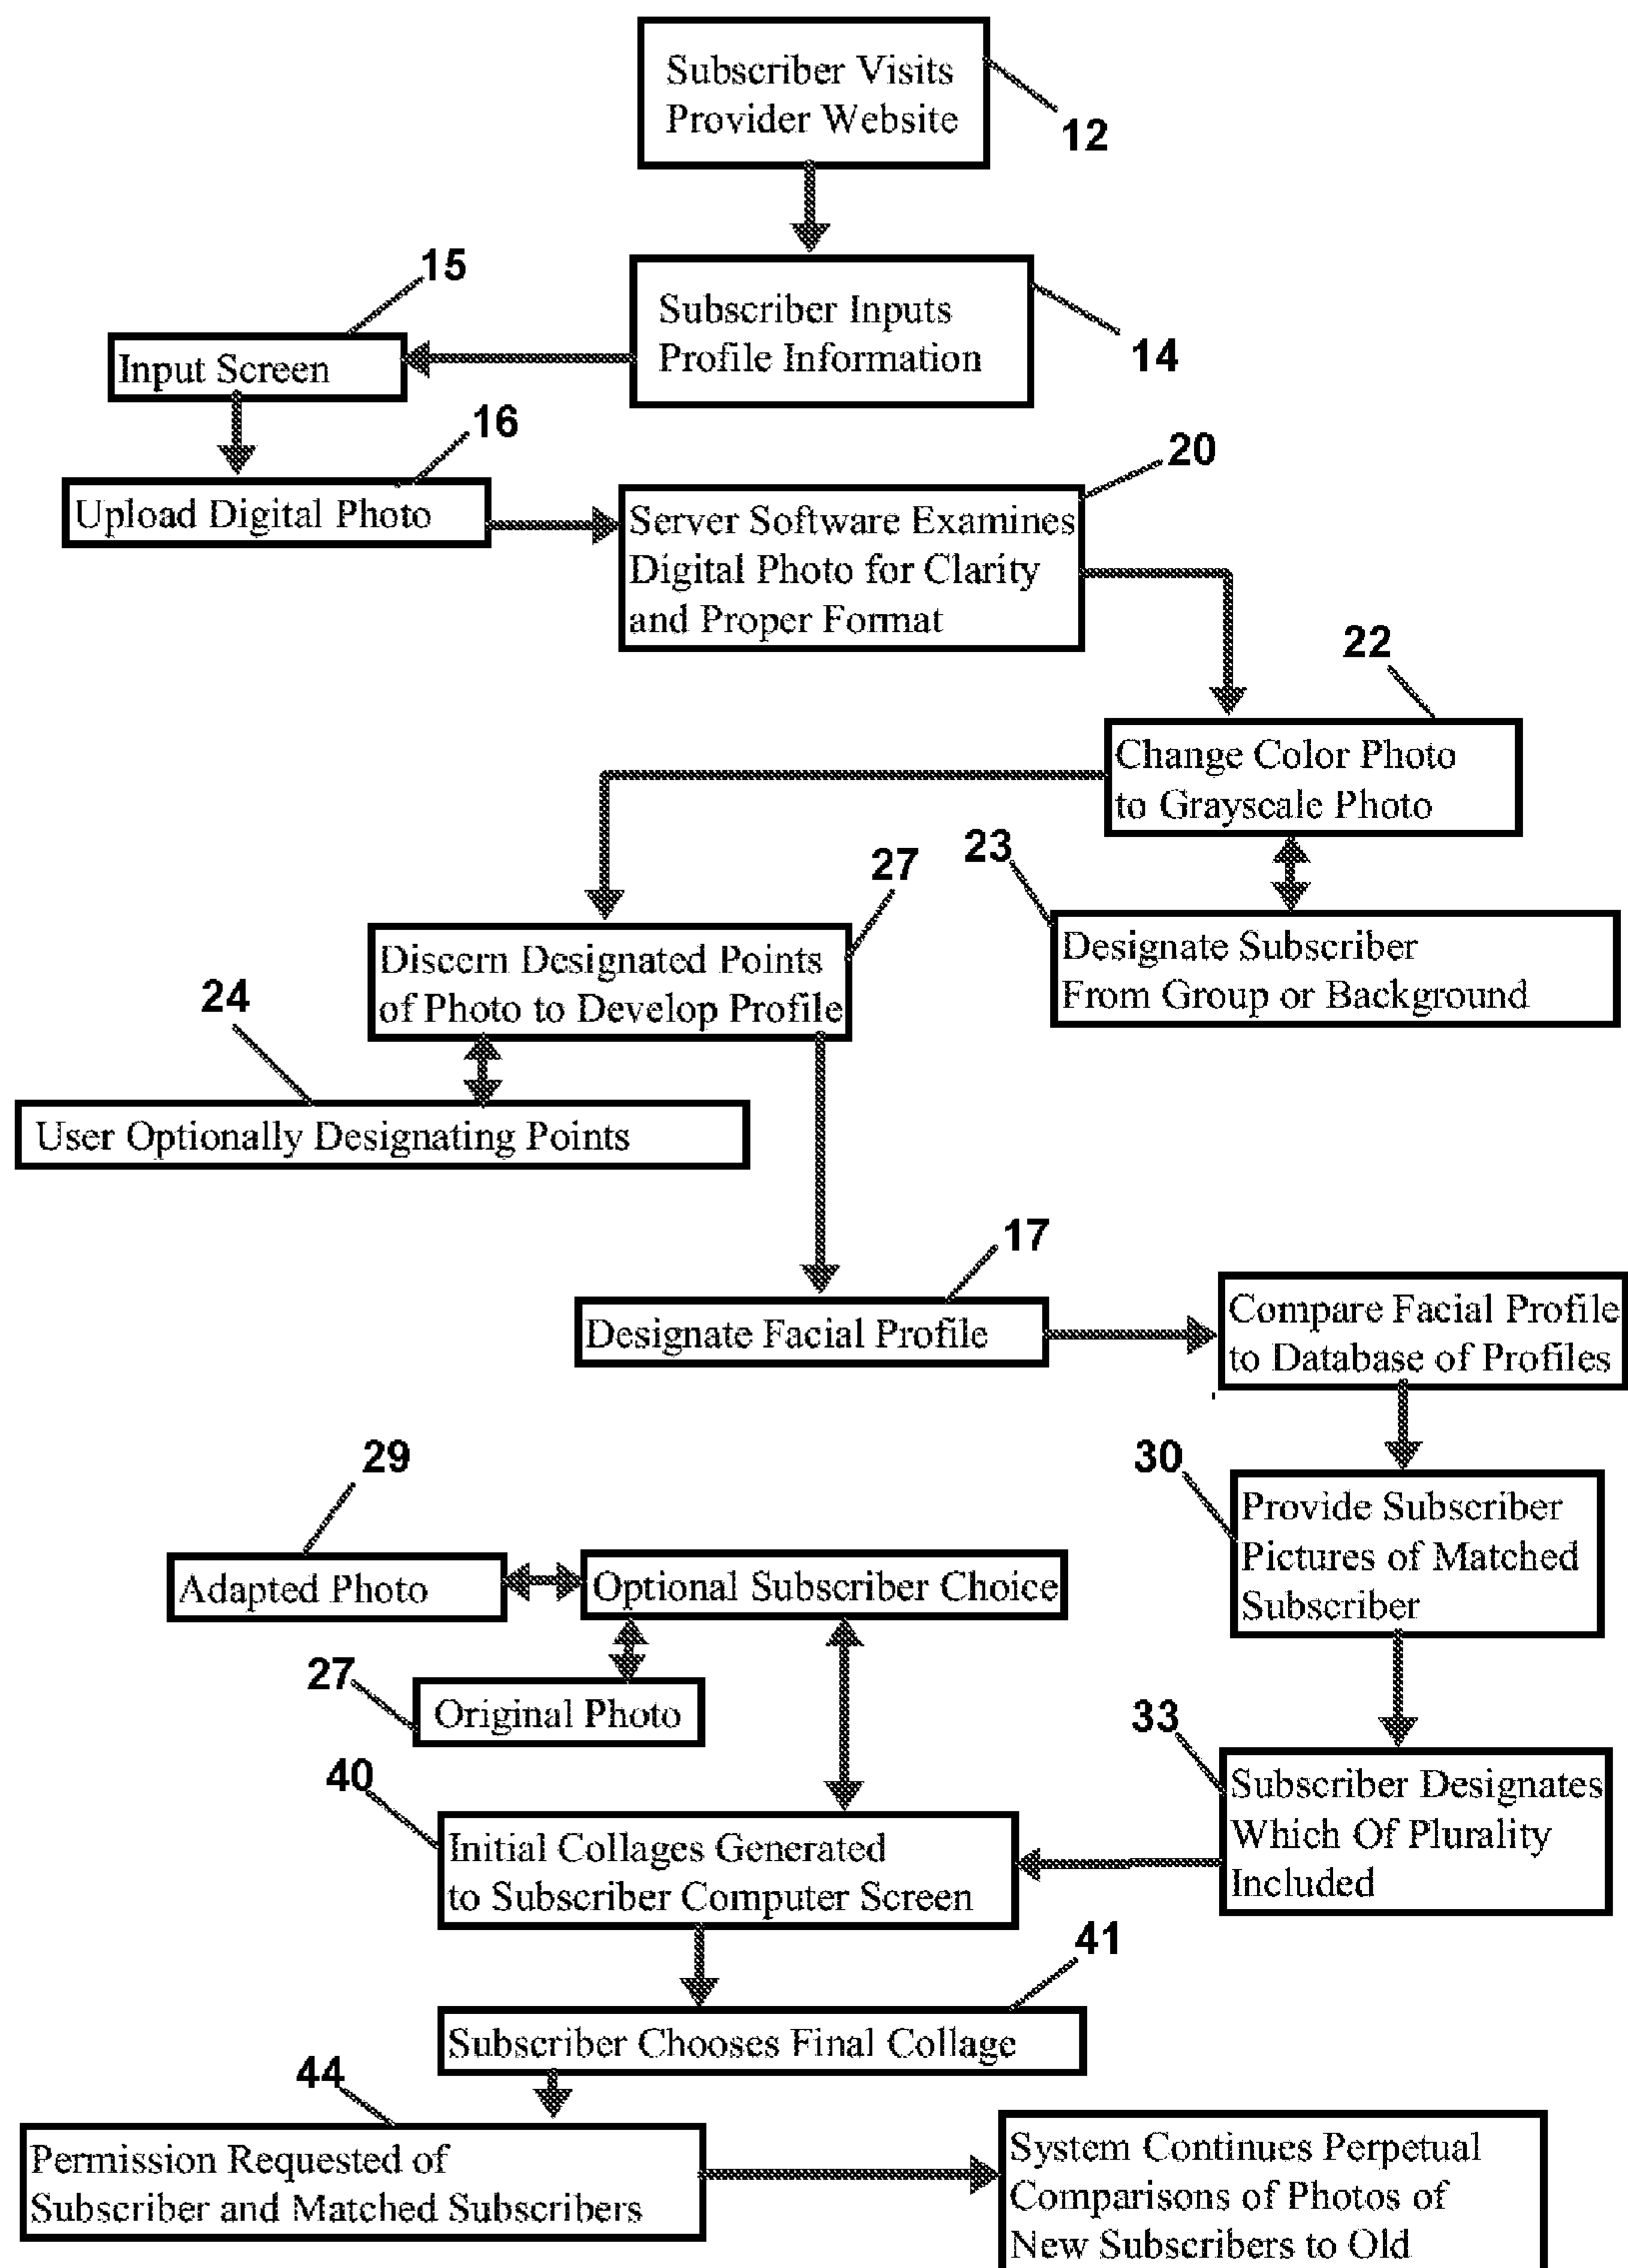 Subscriber Visits
Provider Website
12
15
Subscriber Inputs
Profile Information
14
Input Screen
16
Upload Digital Photo
20
Server Software Examines
Digital Photo for Clarity
and Proper Format
22
Change Color Photo
to Grayscale Photo
23
27
Designate Subscriber
From Group or Background
Discern Designated Points
of Photo to Develop Profile
24
User Optionally Designating Points
17
Designate Facial Profile
Compare Facial Profile
to Database of Profiles
29
30
Provide Subscriber
Pictures of Matched
Subscriber
Adapted Photo
Optional Subscriber Choice
27
Original Photo
33
Subscriber Designates
Which Of Plurality
Included
40
Initial Collages Generated
to Subscriber Computer Screen
41
Subscriber Chooses Final Collage
44
Permission Requested of
Subscriber and Matched Subscribers
System Continues Perpetual
Comparisons of Photos of
New Subscribers to Old